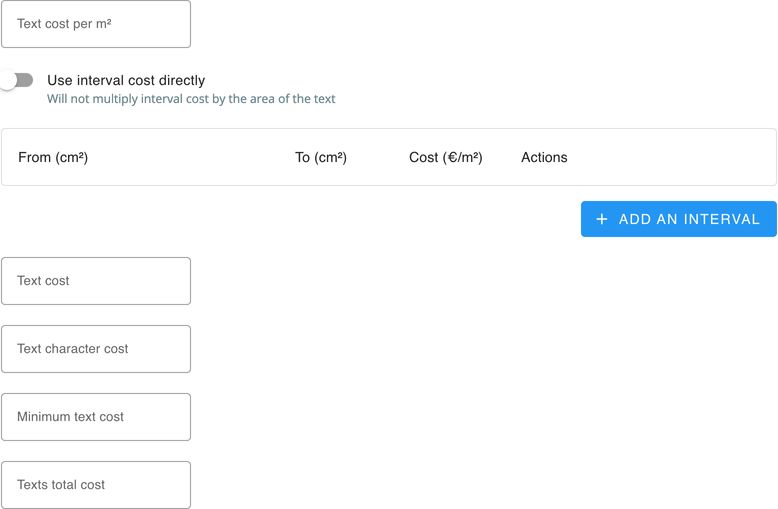 Text cost per m²
Use interval cost directly
Will not multiply interval cost by the area of the text
From (cm²) To (cm²) Cost (€/m²) Actions
+ ADD AN INTERVAL
Text cost
Text character cost
Minimum text cost
Texts total cost